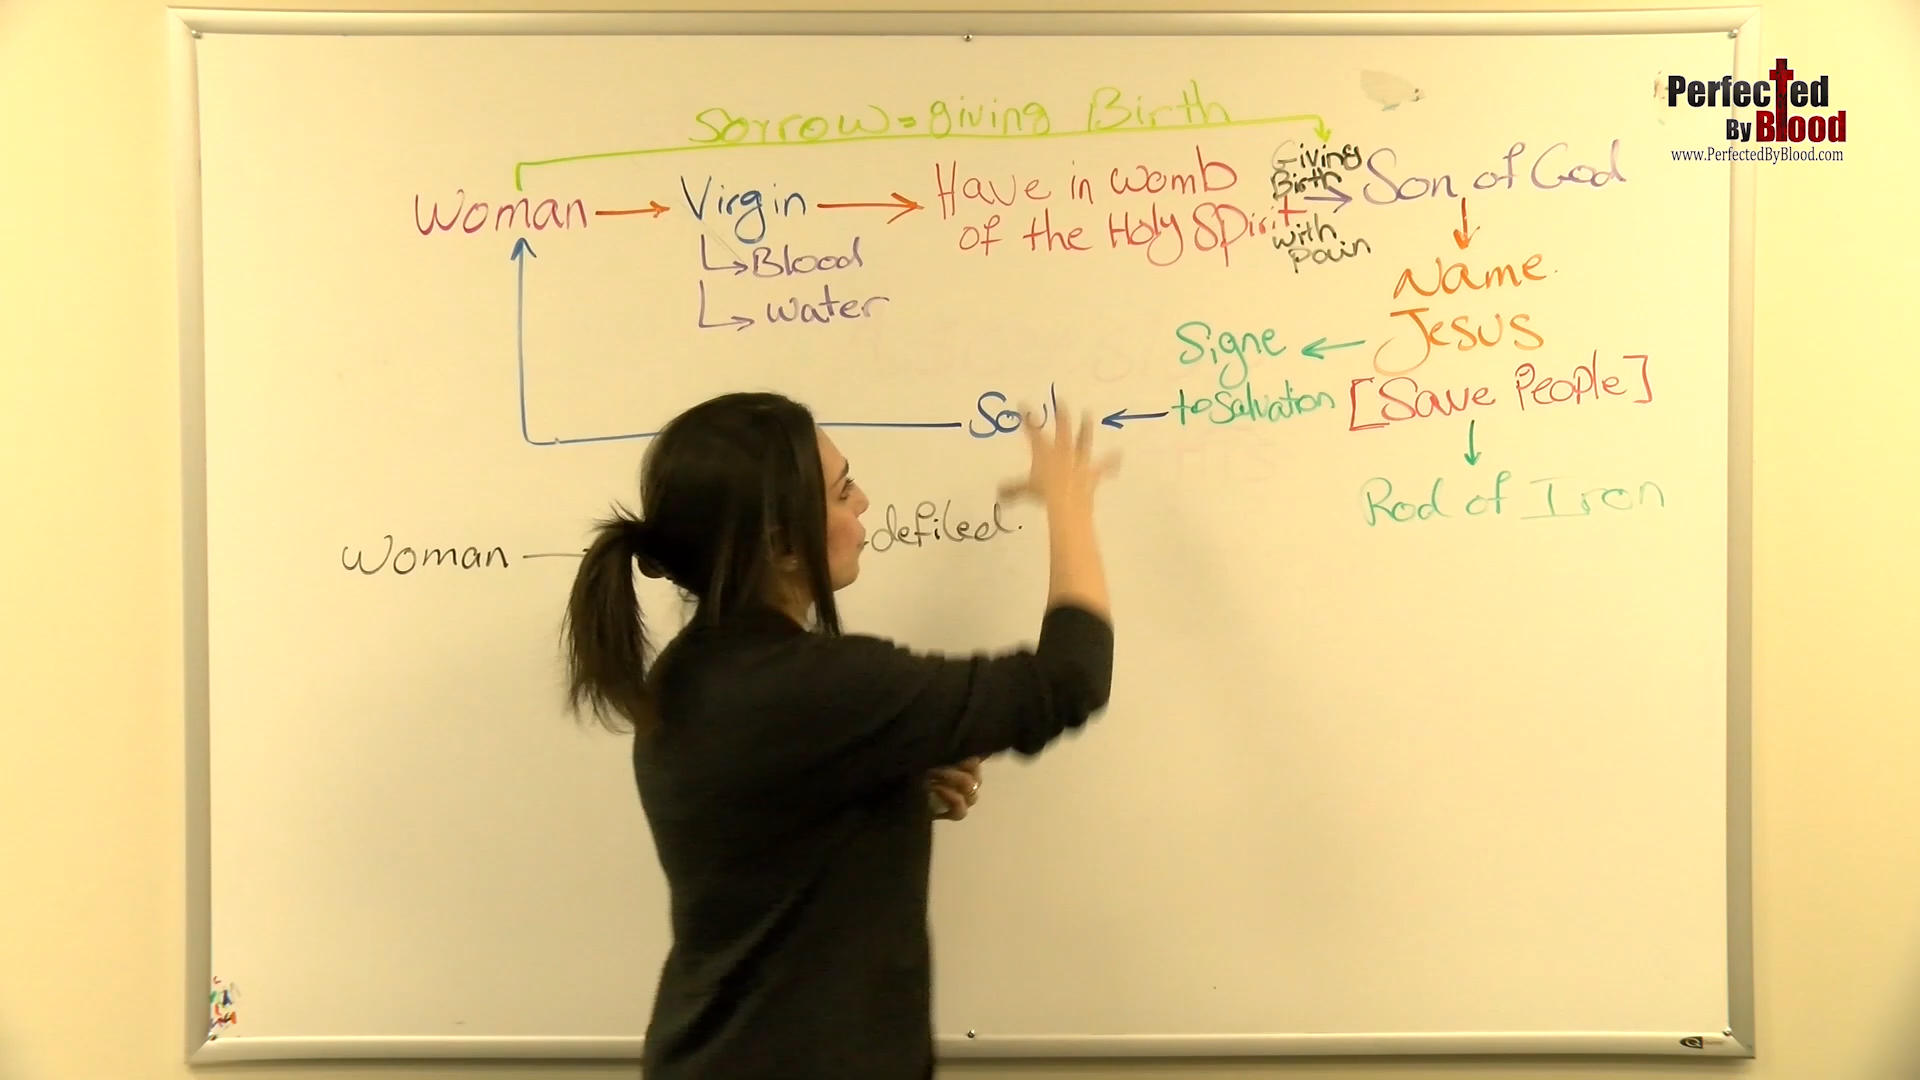 Perfected
By Blood
www.PerfectedByBlood.com
Sorrow = giving Birth
Woman → Virgin → Have in womb
of the Holy Spirit
Giving
Birth
with
pain
→ Son of God
Blood
water
Name
Jesus
[Save People]
Signe
to Salvation
Soul
Rod of Iron
Woman
defiled.